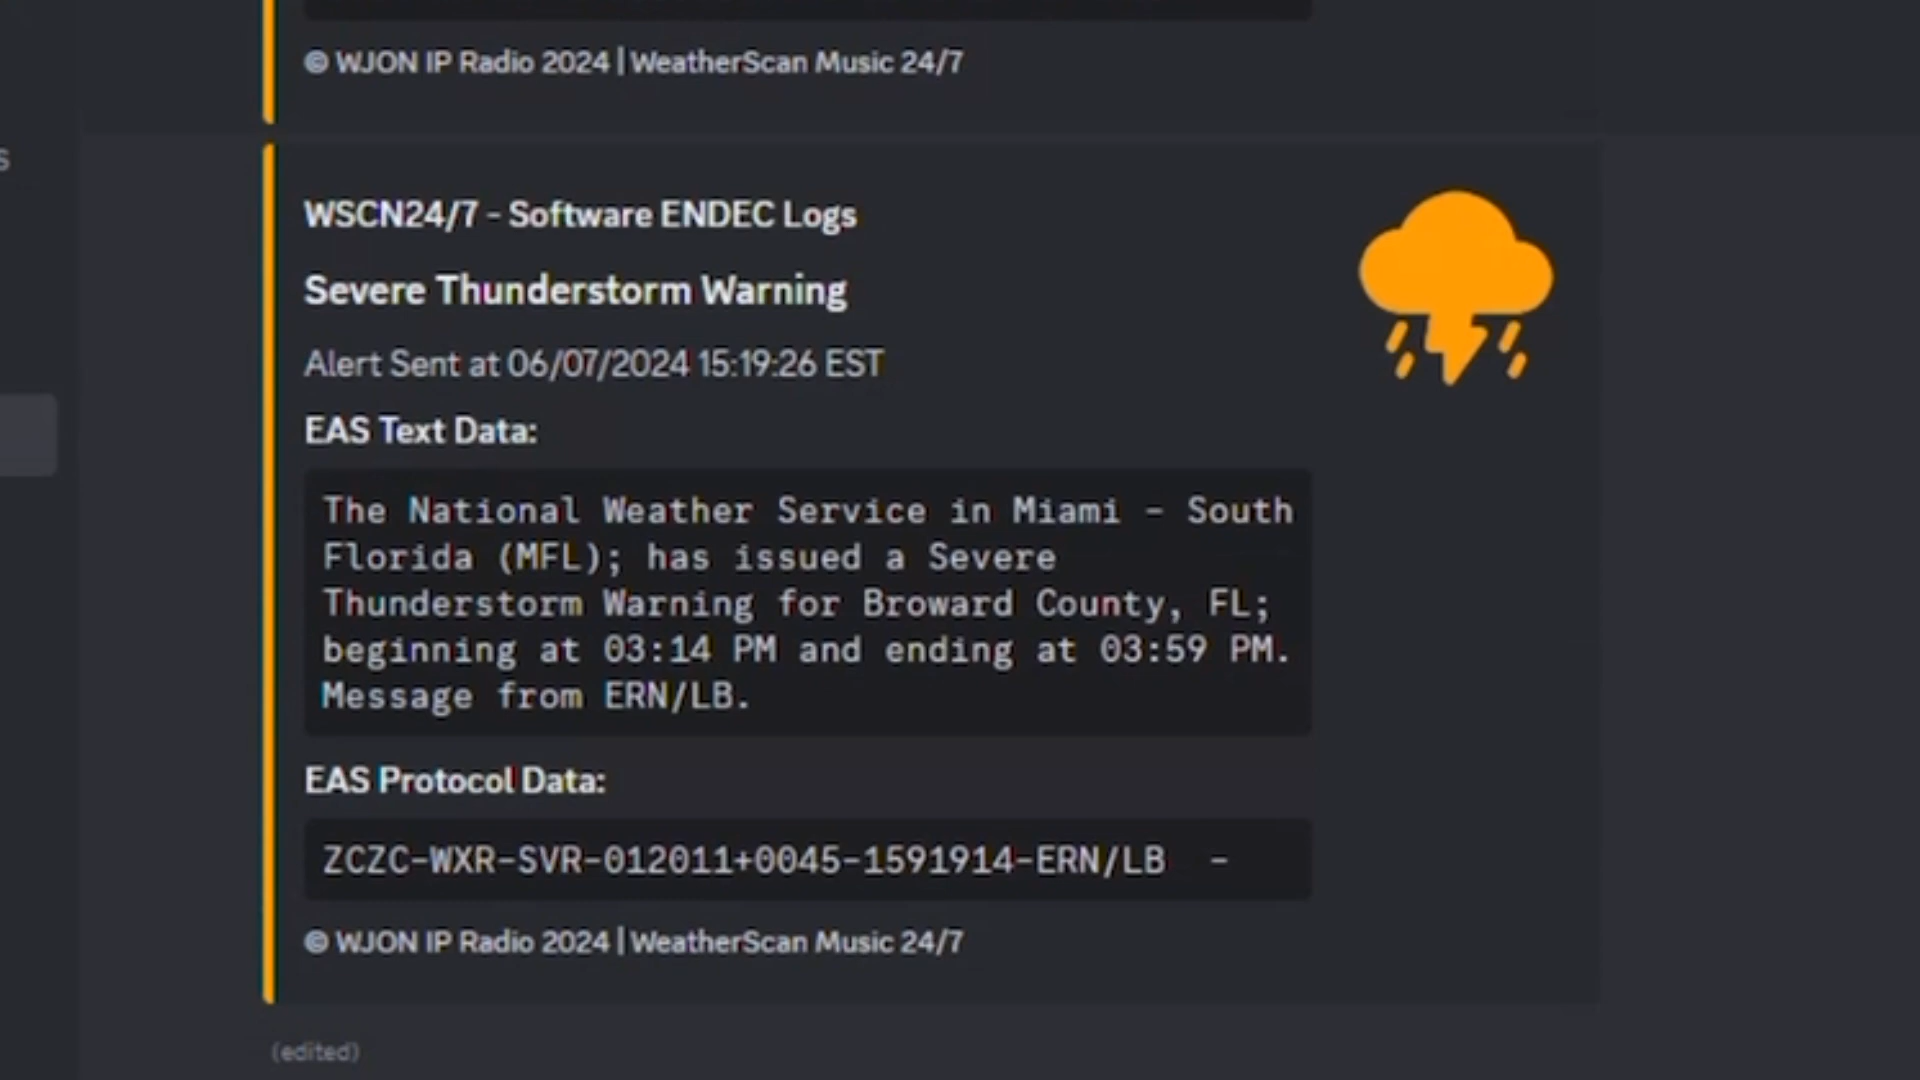 © WJON IP Radio 2024 | WeatherScan Music 24/7
s
WSCN24/7 - Software ENDEC Logs
Severe Thunderstorm Warning
Alert Sent at 06/07/2024 15:19:26 EST
EAS Text Data:
The National Weather Service in Miami - South
Florida (MFL); has issued a Severe
Thunderstorm Warning for Broward County, FL;
beginning at 03:14 PM and ending at 03:59 PM.
Message from ERN/LB.
EAS Protocol Data:
ZCZC-WXR-SVR-012011+0045-1591914-ERN/LB  -
© WJON IP Radio 2024 | WeatherScan Music 24/7
(edited)